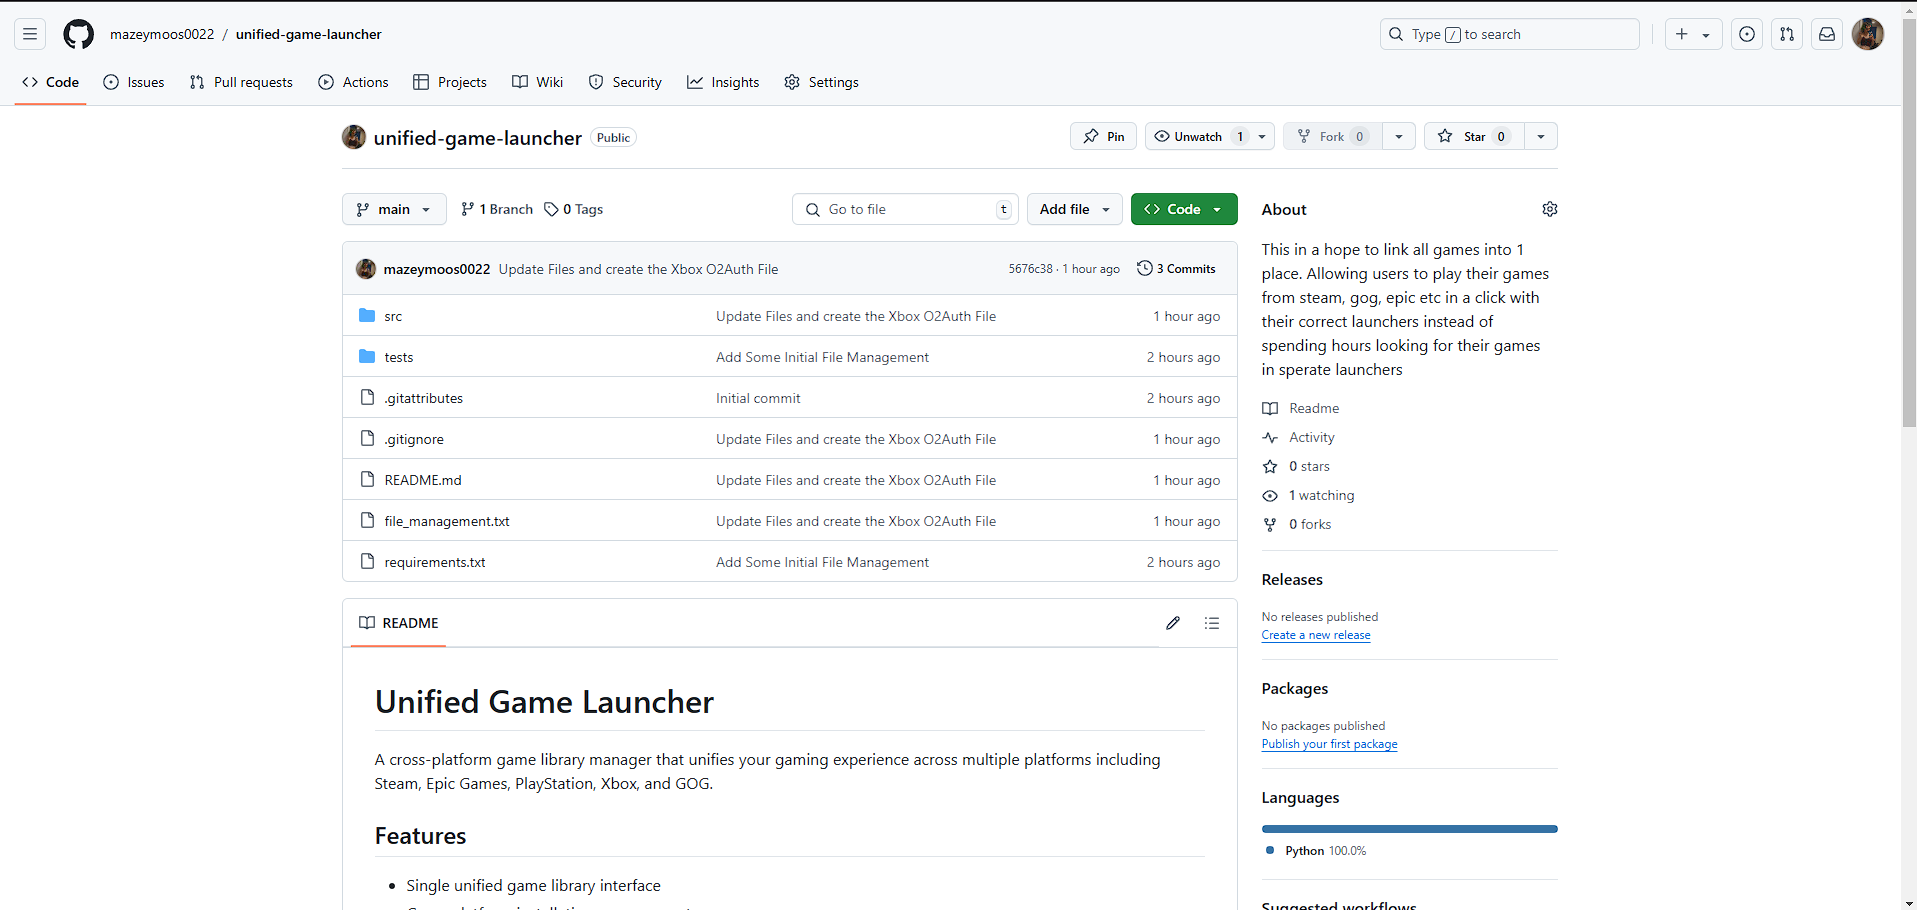 mazeymoos0022 / unified-game-launcher
Type / to search
Code Issues Pull requests Actions Projects Wiki Security Insights Settings
unified-game-launcher Public
Pin Unwatch 1 Fork 0 Star 0
main 1 Branch 0 Tags Go to file t Add file Code
mazeymoos0022 Update Files and create the Xbox O2Auth File 5676c38 · 1 hour ago 3 Commits
src Update Files and create the Xbox O2Auth File 1 hour ago
tests Add Some Initial File Management 2 hours ago
.gitattributes Initial commit 2 hours ago
.gitignore Update Files and create the Xbox O2Auth File 1 hour ago
README.md Update Files and create the Xbox O2Auth File 1 hour ago
file_management.txt Update Files and create the Xbox O2Auth File 1 hour ago
requirements.txt Add Some Initial File Management 2 hours ago
README
Unified Game Launcher
A cross-platform game library manager that unifies your gaming experience across multiple platforms including
Steam, Epic Games, PlayStation, Xbox, and GOG.
Features
• Single unified game library interface
About
This in a hope to link all games into 1
place. Allowing users to play their games
from steam, gog, epic etc in a click with
their correct launchers instead of
spending hours looking for their games
in sperate launchers
Readme
Activity
0 stars
1 watching
0 forks
Releases
No releases published
Create a new release
Packages
No packages published
Publish your first package
Languages
Python 100.0%
Suggested workflows